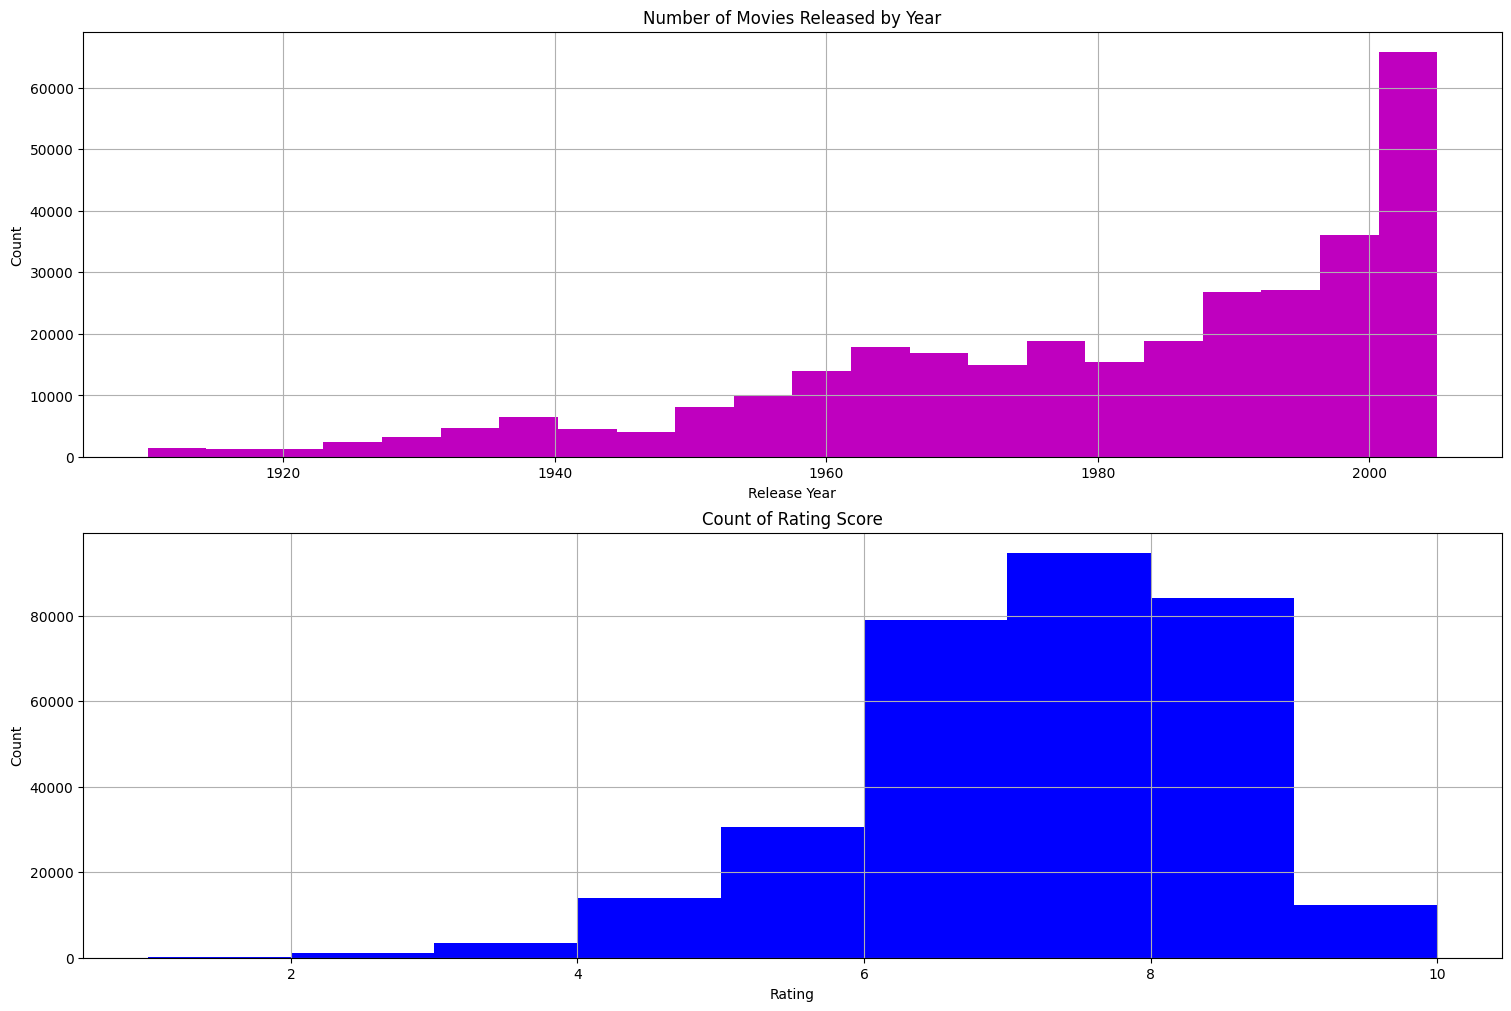 Number of Movies Released by Year
60000
50000
40000
30000
20000
10000
0
Count
1920 1940 1960 1980 2000
Release Year
Count of Rating Score
80000
60000
40000
20000
0
Count
2 4 6 8 10
Rating